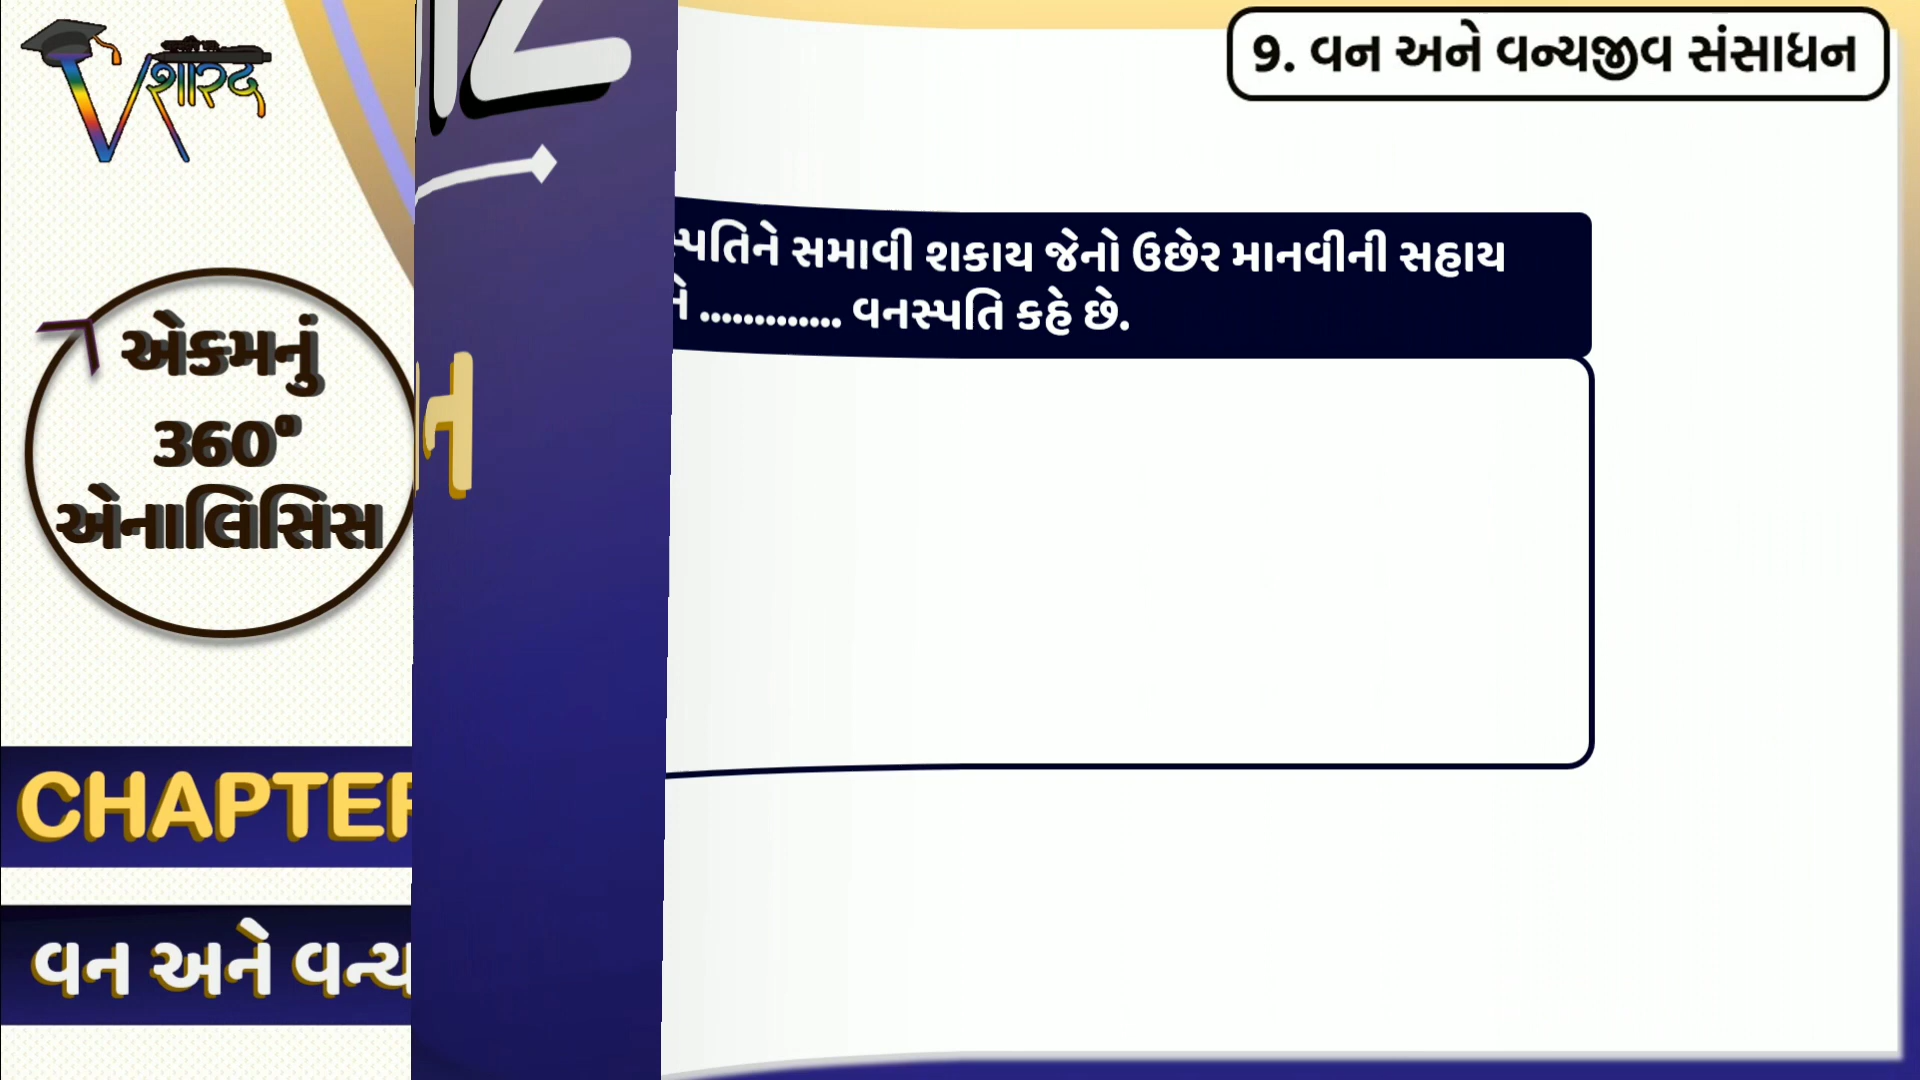 શારદ
એકમનું
360°
એનાલિસિસ
CHAPTER
વન અને વન્ય
ન
9. વન અને વન્યજીવ સંસાધન
સ્પતિને સમાવી શકાય જેનો ઉછેર માનવીની સહાય
............. વનસ્પતિ કહે છે.